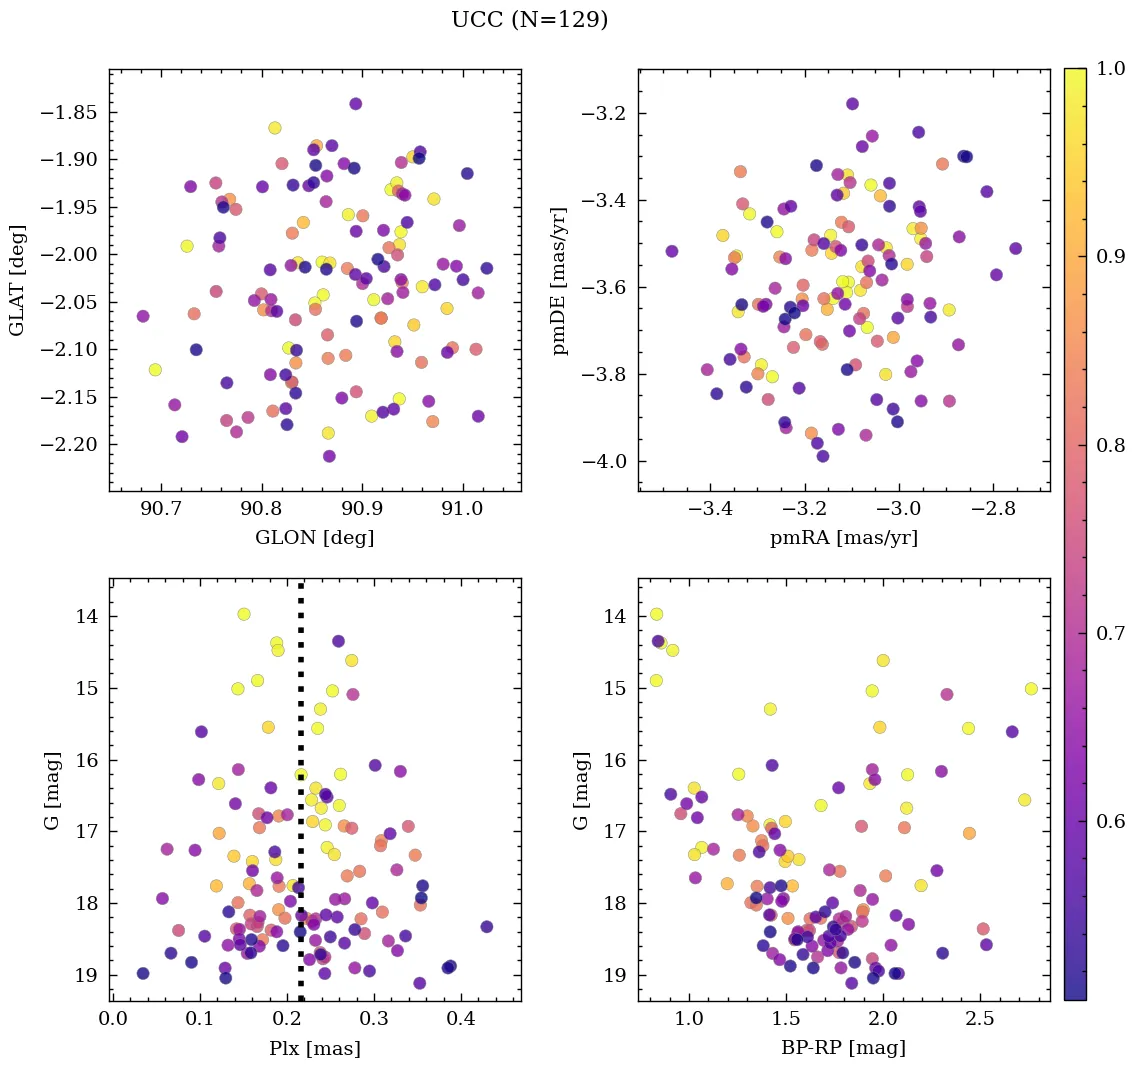 UCC (N=129)
−1.85
−1.90
−1.95
−2.00
−2.05
−2.10
−2.15
−2.20
GLAT [deg]
90.7 90.8 90.9 91.0
GLON [deg]
−3.2
−3.4
−3.6
−3.8
−4.0
pmDE [mas/yr]
−3.4 −3.2 −3.0 −2.8
pmRA [mas/yr]
14
15
16
17
18
19
G [mag]
0.0 0.1 0.2 0.3 0.4
Plx [mas]
14
15
16
17
18
19
G [mag]
1.0 1.5 2.0 2.5
BP-RP [mag]
1.0
0.9
0.8
0.7
0.6